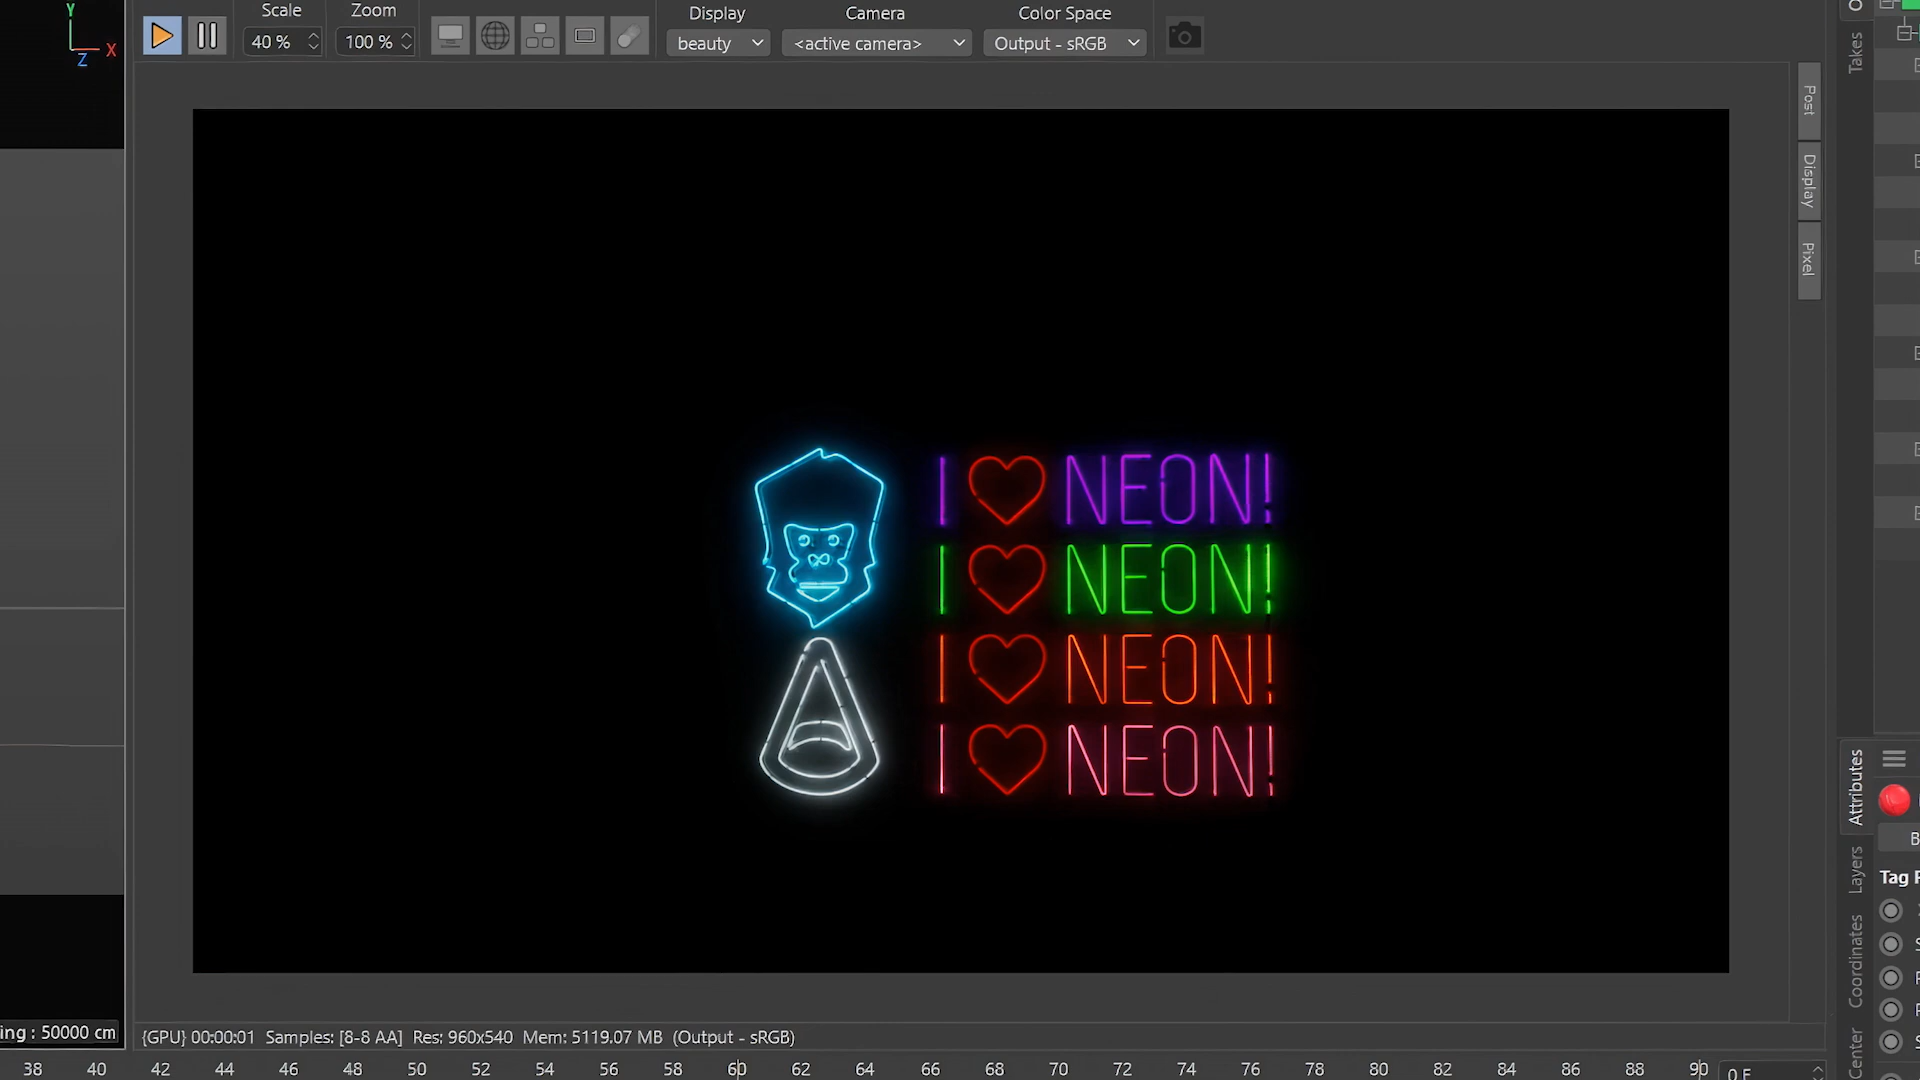 Y
X
Z
Scale
Zoom
Display
Camera
Color Space
40 %
100 %
beauty
<active camera>
Output - sRGB
Takes
Post
Display
Pixel
I ♥ NEON!
I ♥ NEON!
I ♥ NEON!
I ♥ NEON!
Attributes
Layers
Coordinates
Center
B
Tag
ing : 50000 cm
{GPU} 00:00:01 Samples: [8-8 AA] Res: 960x540 Mem: 5119.07 MB (Output - sRGB)
38 40 42 44 46 48 50 52 54 56 58 60 62 64 66 68 70 72 74 76 78 80 82 84 86 88 90
0 F